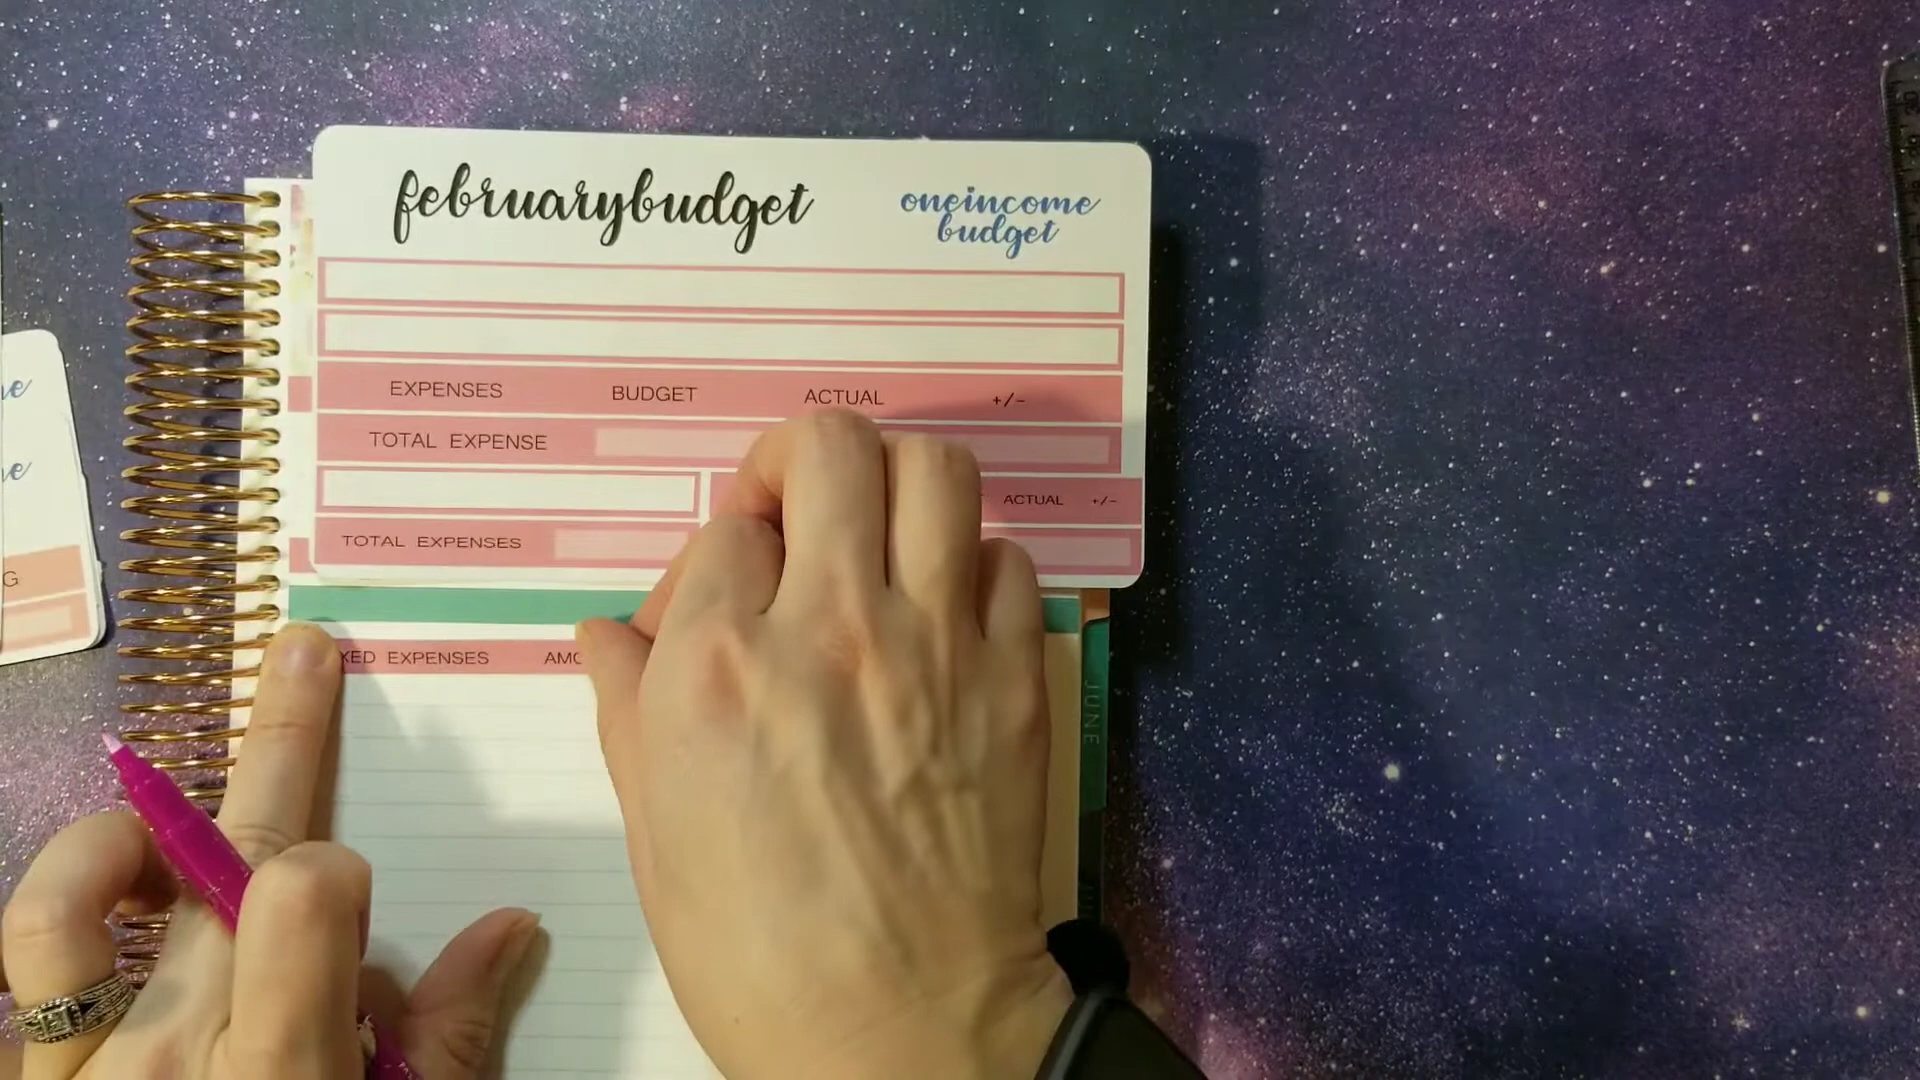 februarybudget
oneincome
budget
EXPENSES BUDGET ACTUAL +/-
TOTAL EXPENSE
ACTUAL +/-
TOTAL EXPENSES
XED EXPENSES AMO
JUNE
G